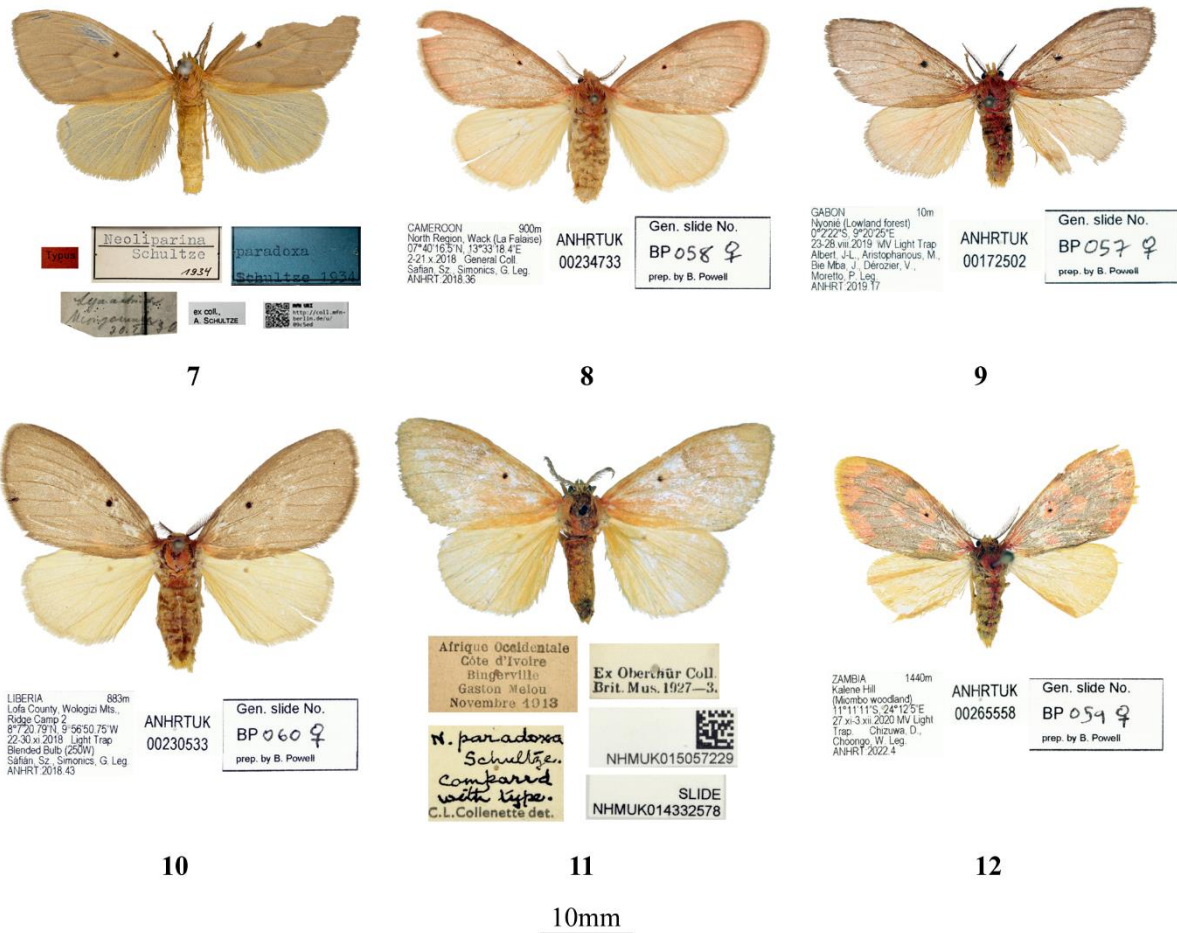 Typus
Neoliparina
Schultze
1934
paradoxa
Schultze 1934
ex coll.,
A. SCHULTZE
http://coll.mfn-
berlin.de/u/
7
CAMEROON 900m
North Region, Wack (La Falaise)
07°40'16.5"N, 13°33'18.4"E
2-21.x.2018 General Coll.
Sáfián, Sz., Simonics, G. Leg.
ANHRT:2018.36
ANHRTUK
00234733
Gen. slide No.
BP 058 ♀
prep. by B. Powell
8
GABON 10m
Nyonié (Lowland forest)
0°2'22"S, 9°20'25"E
23-28.viii.2019 MV Light Trap
Albert, J-L., Aristophanous, M.,
Bie Mba, J., Dérozier, V.,
Moretto, P. Leg.
ANHRT:2019.17
ANHRTUK
00172502
Gen. slide No.
BP 057 ♀
prep. by B. Powell
9
LIBERIA 883m
Lofa County, Wologizi Mts.,
Ridge Camp 2
8°7'20.79"N, 9°56'50.75"W
22-30.xi.2018 Light Trap
Blended Bulb (250W)
Sáfián, Sz., Simonics, G. Leg.
ANHRT:2018.43
ANHRTUK
00230533
Gen. slide No.
BP 060 ♀
prep. by B. Powell
10
Afrique Occidentale
Côte d'Ivoire
Bingerville
Gaston Melou
Novembre 1913
Ex Oberthür Coll.
Brit. Mus. 1927—3.
N. paradoxa
Schultze.
Compared
with type.
C.L.Collenette det.
NHMUK015057229
SLIDE
NHMUK014332578
11
ZAMBIA 1440m
Kalene Hill
(Miombo woodland)
11°11'11"S, 24°12'5"E
27.xi-3.xii.2020 MV Light
Trap. Chizuwa, D.,
Choongo, W. Leg.
ANHRT:2022.4
ANHRTUK
00265558
Gen. slide No.
BP 059 ♀
prep. by B. Powell
12
10mm